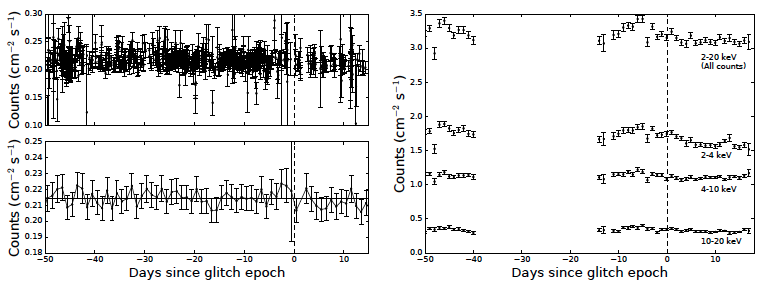 0.30
0.25
0.20
0.15
0.10
Counts (cm⁻² s⁻¹)
0.25
0.24
0.23
0.22
0.21
0.20
0.19
0.18
Counts (cm⁻² s⁻¹)
−50 −40 −30 −20 −10 0 10
Days since glitch epoch
3.5
3.0
2.5
2.0
1.5
1.0
0.5
0.0
Counts (cm⁻² s⁻¹)
2-20 keV
(All counts)
2-4 keV
4-10 keV
10-20 keV
−50 −40 −30 −20 −10 0 10
Days since glitch epoch